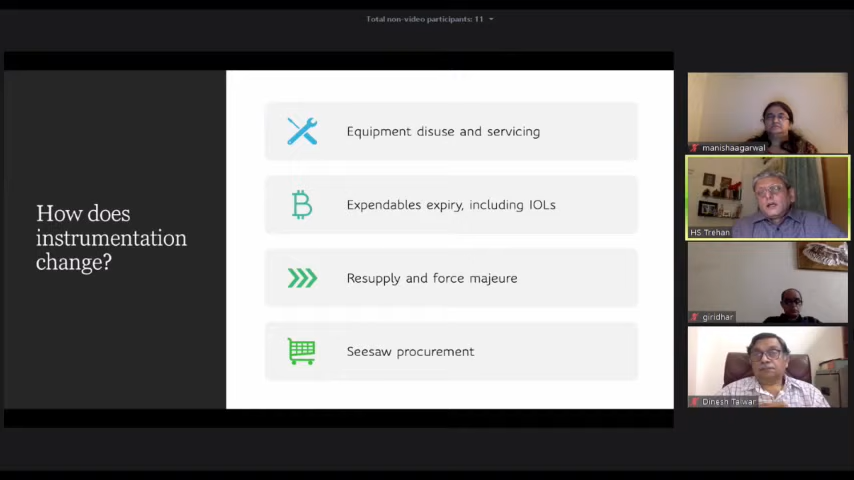 Total non-video participants: 11
How does
instrumentation
change?
Equipment disuse and servicing
Expendables expiry, including IOLs
Resupply and force majeure
Seesaw procurement
manishaagarwal
HS Trehan
giridhar
Dinesh Talwar